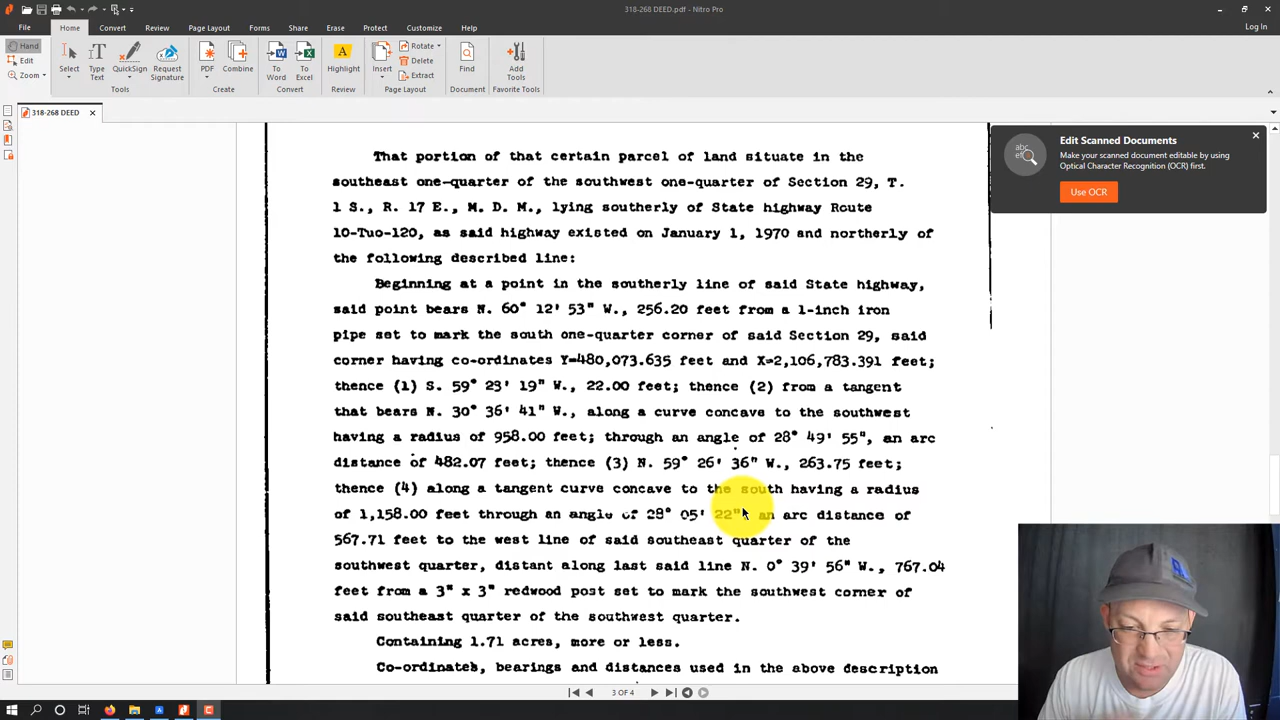 318-268 DEED.pdf - Nitro Pro
File Home Convert Review Page Layout Forms Share Erase Protect Customize Help Log In
Hand
Edit
Zoom
Select Type Text QuickSign Request Signature PDF Combine To Word To Excel Highlight Insert Rotate Delete Extract Find Add Tools
Tools Create Convert Review Page Layout Document Favorite Tools
318-268 DEED
Edit Scanned Documents
Make your scanned document editable by using
Optical Character Recognition (OCR) first.
Use OCR
That portion of that certain parcel of land situate in the
southeast one-quarter of the southwest one-quarter of Section 29, T.
1 S., R. 17 E., M. D. M., lying southerly of State highway Route
10-Tuo-120, as said highway existed on January 1, 1970 and northerly of
the following described line:
Beginning at a point in the southerly line of said State highway,
said point bears N. 60° 12' 53" W., 256.20 feet from a 1-inch iron
pipe set to mark the south one-quarter corner of said Section 29, said
corner having co-ordinates Y=480,073.635 feet and X=2,106,783.391 feet;
thence (1) S. 59° 23' 19" W., 22.00 feet; thence (2) from a tangent
that bears N. 30° 36' 41" W., along a curve concave to the southwest
having a radius of 958.00 feet; through an angle of 28° 49' 55", an arc
distance of 482.07 feet; thence (3) N. 59° 26' 36" W., 263.75 feet;
thence (4) along a tangent curve concave to the south having a radius
of 1,158.00 feet through an angle of 28° 05' 22" an arc distance of
567.71 feet to the west line of said southeast quarter of the
southwest quarter, distant along last said line N. 0° 39' 56" W., 767.04
feet from a 3" x 3" redwood post set to mark the southwest corner of
said southeast quarter of the southwest quarter.
Containing 1.71 acres, more or less.
Co-ordinates, bearings and distances used in the above description
3 OF 4